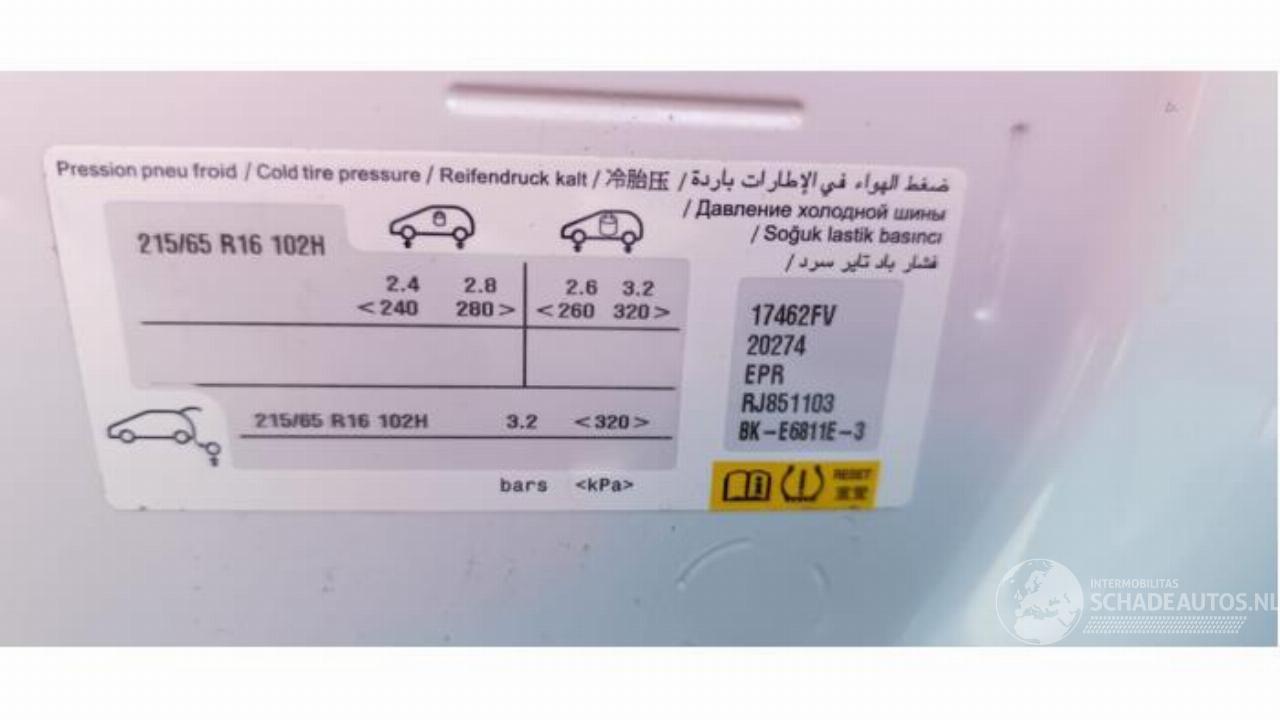 Pression pneu froid / Cold tire pressure / Reifendruck kalt / 冷胎压 / ضغط الهواء في الإطارات باردة
/ Давление холодной шины
/ Soğuk lastik basıncı
/ فشار باد تایر سرد
215/65 R16 102H
2.4 2.8 2.6 3.2
<240 280> <260 320>
215/65 R16 102H 3.2 <320>
bars <kPa>
17462FV
20274
EPR
RJ851103
BK-E6811E-3
RESET
INTERMOBILITAS
SCHADEAUTOS.NL